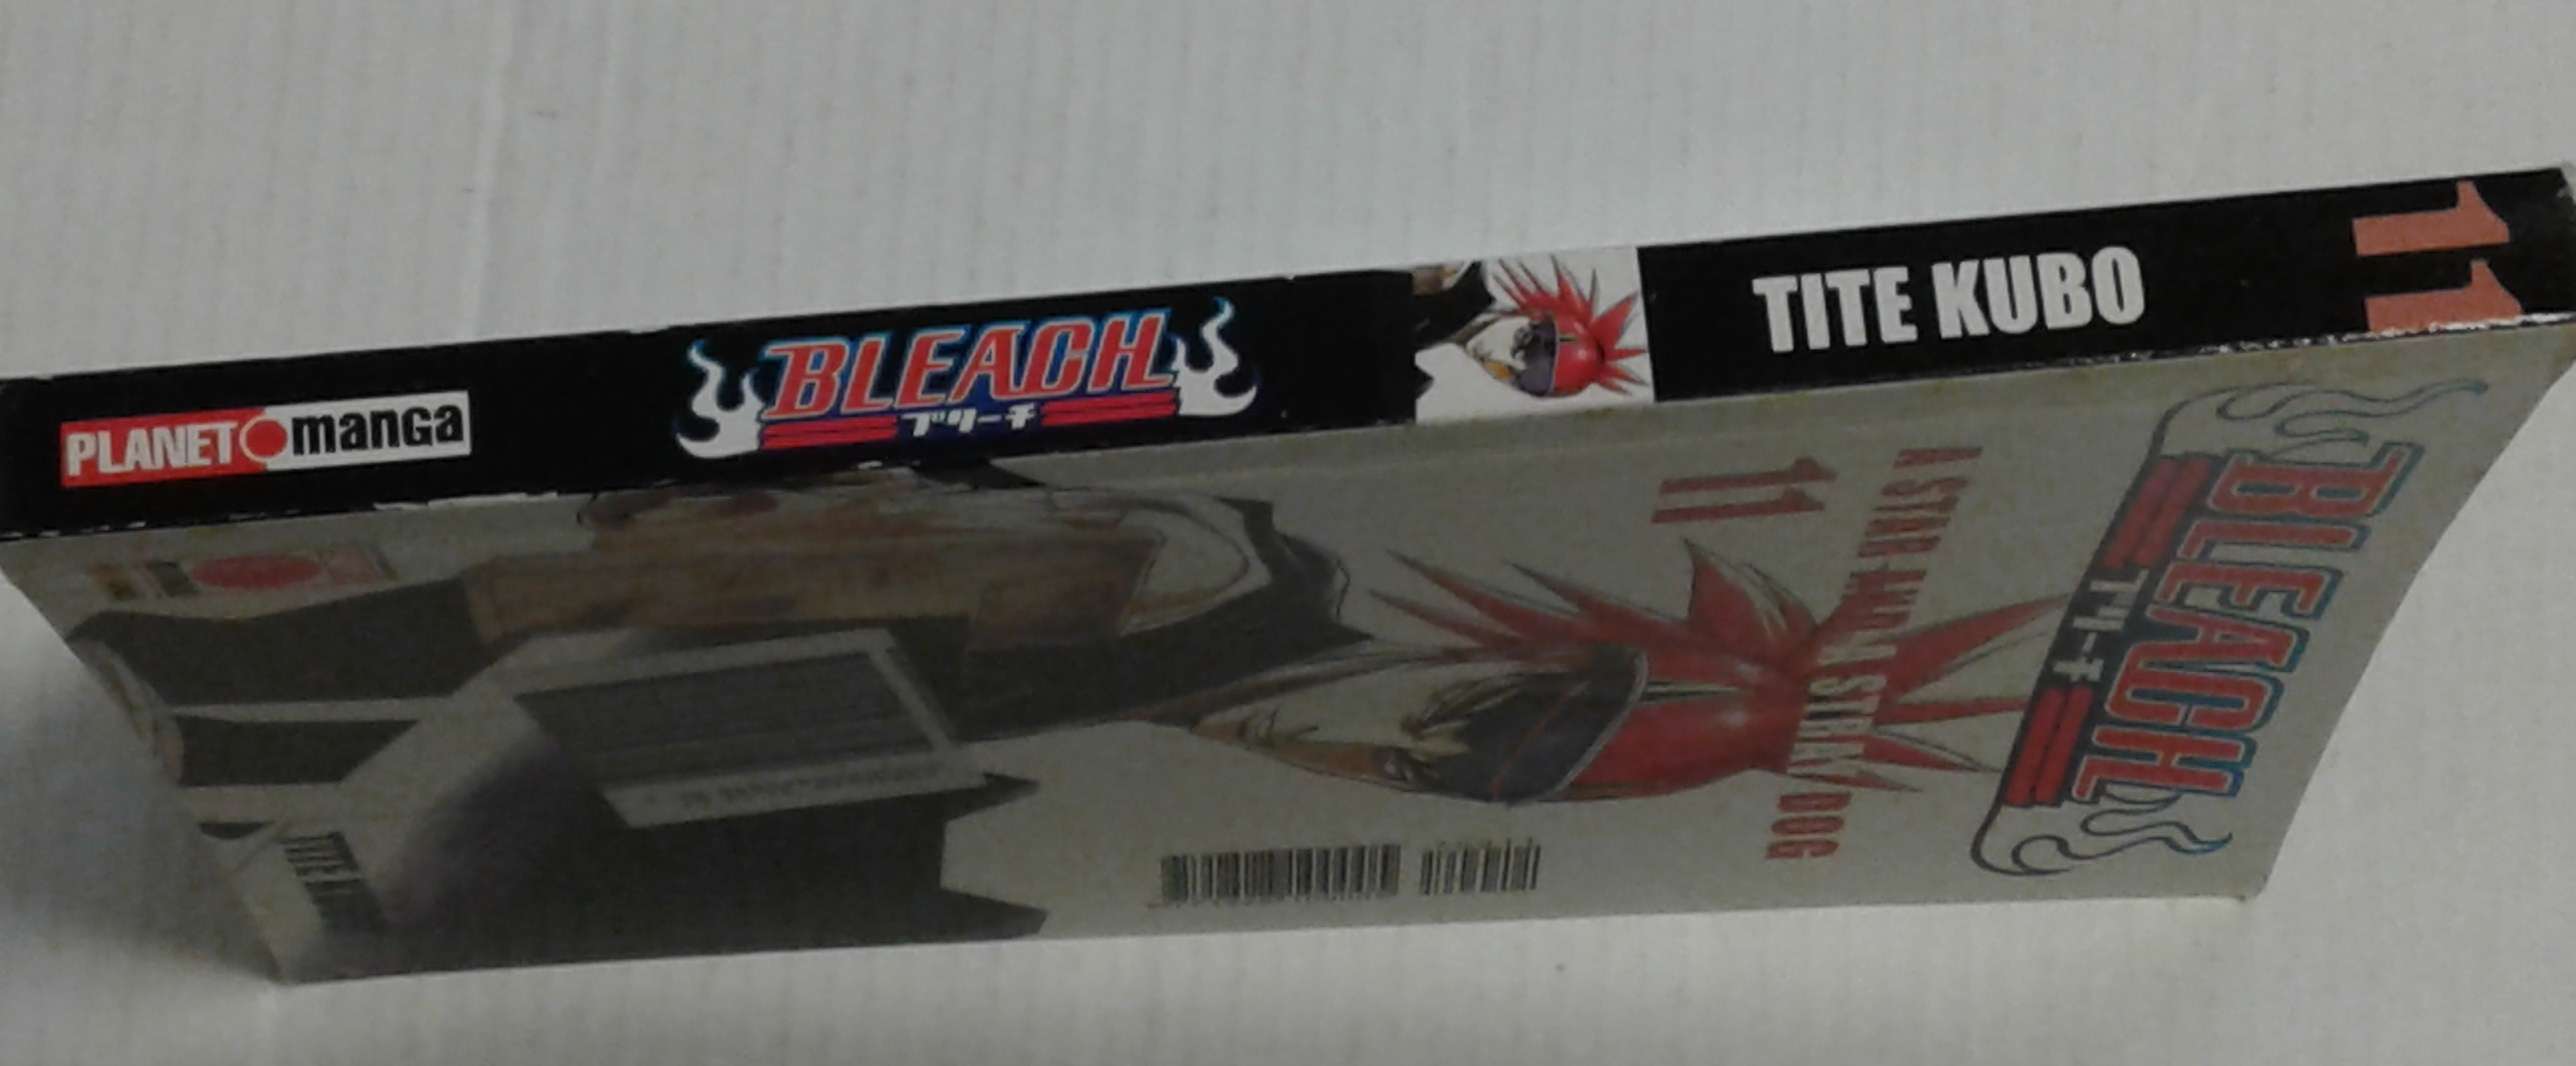 PLANET manga
BLEACH
ブリーチ
TITE KUBO
11
BLEACH
ブリーチ
A STAR AND A STRAY DOG
11